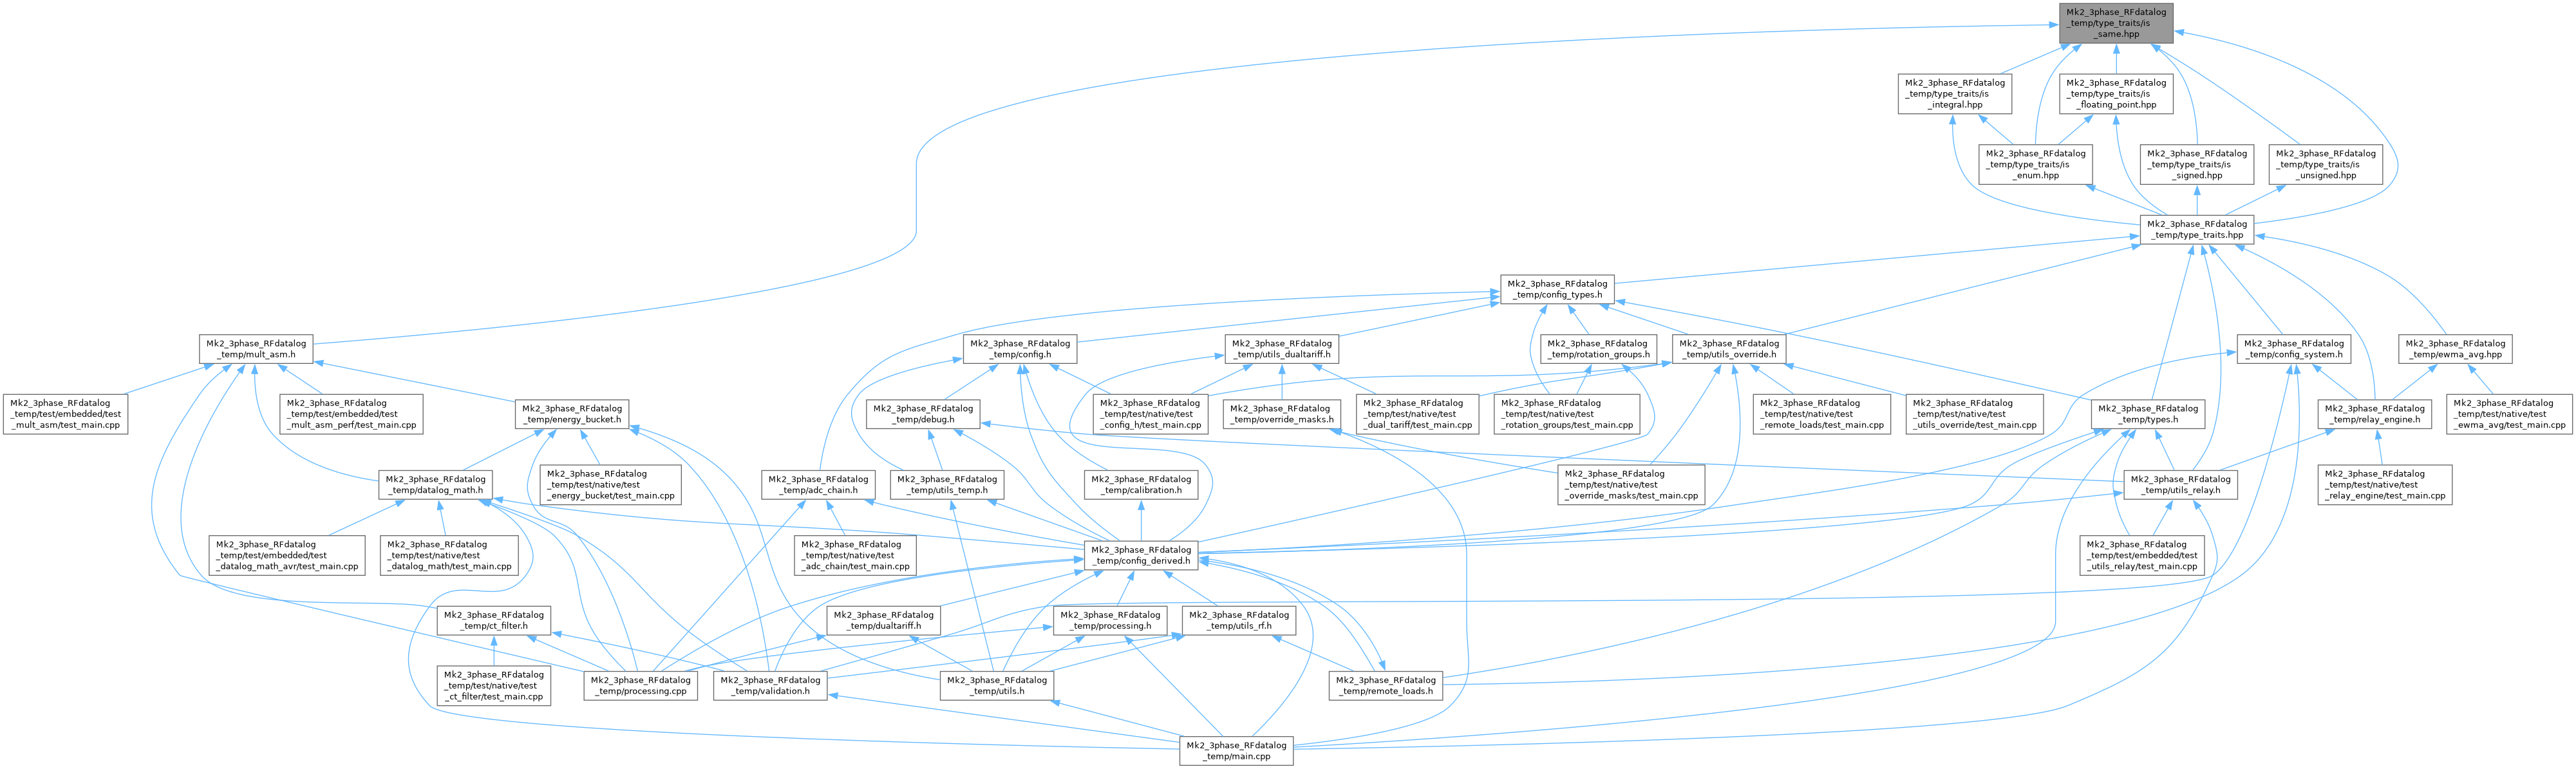 Mk2_3phase_RFdatalog
_temp/type_traits/is
_same.hpp
Mk2_3phase_RFdatalog
_temp/type_traits/is
_integral.hpp
Mk2_3phase_RFdatalog
_temp/type_traits/is
_floating_point.hpp
Mk2_3phase_RFdatalog
_temp/type_traits/is
_enum.hpp
Mk2_3phase_RFdatalog
_temp/type_traits/is
_signed.hpp
Mk2_3phase_RFdatalog
_temp/type_traits/is
_unsigned.hpp
Mk2_3phase_RFdatalog
_temp/type_traits.hpp
Mk2_3phase_RFdatalog
_temp/config_types.h
Mk2_3phase_RFdatalog
_temp/mult_asm.h
Mk2_3phase_RFdatalog
_temp/config.h
Mk2_3phase_RFdatalog
_temp/utils_dualtariff.h
Mk2_3phase_RFdatalog
_temp/rotation_groups.h
Mk2_3phase_RFdatalog
_temp/utils_override.h
Mk2_3phase_RFdatalog
_temp/config_system.h
Mk2_3phase_RFdatalog
_temp/ewma_avg.hpp
Mk2_3phase_RFdatalog
_temp/test/embedded/test
_mult_asm/test_main.cpp
Mk2_3phase_RFdatalog
_temp/test/embedded/test
_mult_asm_perf/test_main.cpp
Mk2_3phase_RFdatalog
_temp/energy_bucket.h
Mk2_3phase_RFdatalog
_temp/debug.h
Mk2_3phase_RFdatalog
_temp/test/native/test
_config_h/test_main.cpp
Mk2_3phase_RFdatalog
_temp/override_masks.h
Mk2_3phase_RFdatalog
_temp/test/native/test
_dual_tariff/test_main.cpp
Mk2_3phase_RFdatalog
_temp/test/native/test
_rotation_groups/test_main.cpp
Mk2_3phase_RFdatalog
_temp/test/native/test
_remote_loads/test_main.cpp
Mk2_3phase_RFdatalog
_temp/test/native/test
_utils_override/test_main.cpp
Mk2_3phase_RFdatalog
_temp/types.h
Mk2_3phase_RFdatalog
_temp/relay_engine.h
Mk2_3phase_RFdatalog
_temp/test/native/test
_ewma_avg/test_main.cpp
Mk2_3phase_RFdatalog
_temp/datalog_math.h
Mk2_3phase_RFdatalog
_temp/test/native/test
_energy_bucket/test_main.cpp
Mk2_3phase_RFdatalog
_temp/adc_chain.h
Mk2_3phase_RFdatalog
_temp/utils_temp.h
Mk2_3phase_RFdatalog
_temp/calibration.h
Mk2_3phase_RFdatalog
_temp/test/native/test
_override_masks/test_main.cpp
Mk2_3phase_RFdatalog
_temp/utils_relay.h
Mk2_3phase_RFdatalog
_temp/test/native/test
_relay_engine/test_main.cpp
Mk2_3phase_RFdatalog
_temp/test/embedded/test
_datalog_math_avr/test_main.cpp
Mk2_3phase_RFdatalog
_temp/test/native/test
_datalog_math/test_main.cpp
Mk2_3phase_RFdatalog
_temp/test/native/test
_adc_chain/test_main.cpp
Mk2_3phase_RFdatalog
_temp/config_derived.h
Mk2_3phase_RFdatalog
_temp/test/embedded/test
_utils_relay/test_main.cpp
Mk2_3phase_RFdatalog
_temp/ct_filter.h
Mk2_3phase_RFdatalog
_temp/dualtariff.h
Mk2_3phase_RFdatalog
_temp/processing.h
Mk2_3phase_RFdatalog
_temp/utils_rf.h
Mk2_3phase_RFdatalog
_temp/test/native/test
_ct_filter/test_main.cpp
Mk2_3phase_RFdatalog
_temp/processing.cpp
Mk2_3phase_RFdatalog
_temp/validation.h
Mk2_3phase_RFdatalog
_temp/utils.h
Mk2_3phase_RFdatalog
_temp/remote_loads.h
Mk2_3phase_RFdatalog
_temp/main.cpp